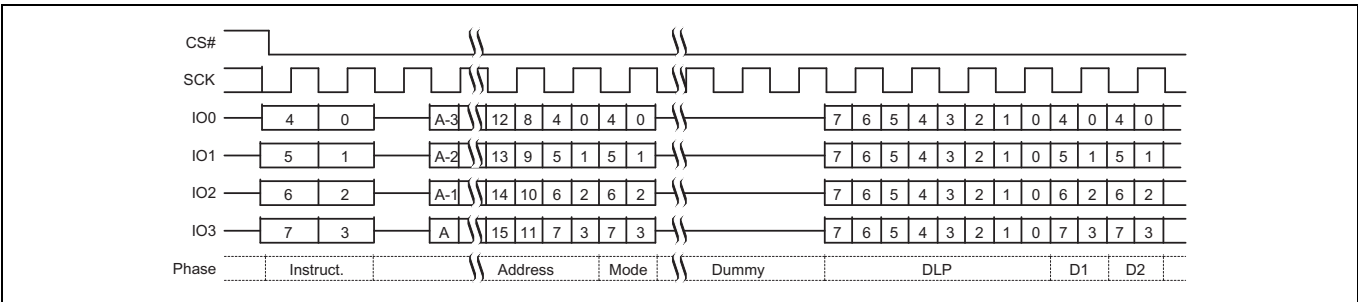 CS#
SCK
IO0 4 0 A-3 12 8 4 0 4 0 7 6 5 4 3 2 1 0 4 0 4 0
IO1 5 1 A-2 13 9 5 1 5 1 7 6 5 4 3 2 1 0 5 1 5 1
IO2 6 2 A-1 14 10 6 2 6 2 7 6 5 4 3 2 1 0 6 2 6 2
IO3 7 3 A 15 11 7 3 7 3 7 6 5 4 3 2 1 0 7 3 7 3
Phase Instruct. Address Mode Dummy DLP D1 D2